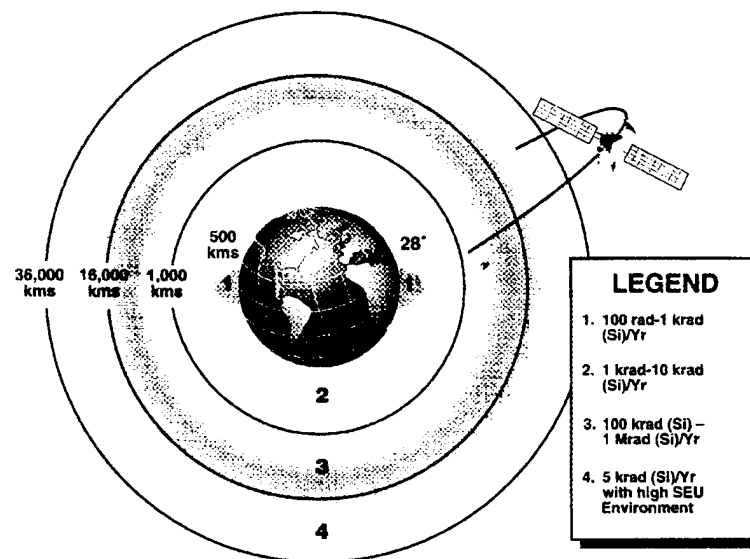 500
kms
28°
36,000
kms
16,000
kms
1,000
kms
1
1
2
3
4
LEGEND
1. 100 rad-1 krad
(Si)/Yr
2. 1 krad-10 krad
(Si)/Yr
3. 100 krad (Si) –
1 Mrad (Si)/Yr
4. 5 krad (Si)/Yr
with high SEU
Environment